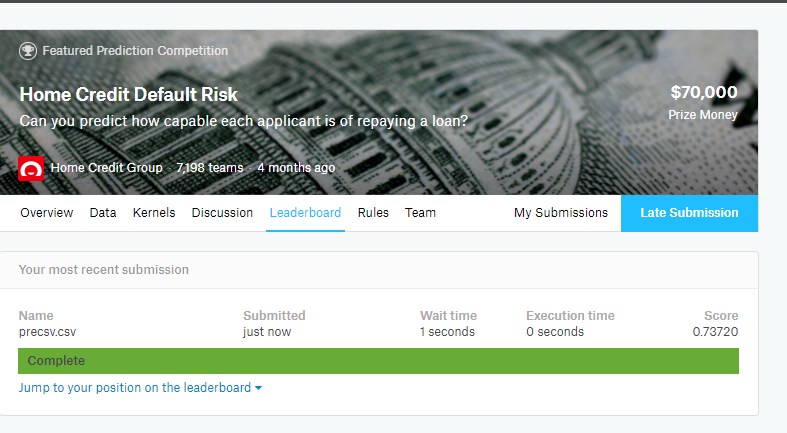 Featured Prediction Competition
Home Credit Default Risk
$70,000
Can you predict how capable each applicant is of repaying a loan?
Prize Money
Home Credit Group · 7,198 teams · 4 months ago
Overview Data Kernels Discussion Leaderboard Rules Team My Submissions Late Submission
Your most recent submission
Name Submitted Wait time Execution time Score
precsv.csv just now 1 seconds 0 seconds 0.73720
Complete
Jump to your position on the leaderboard